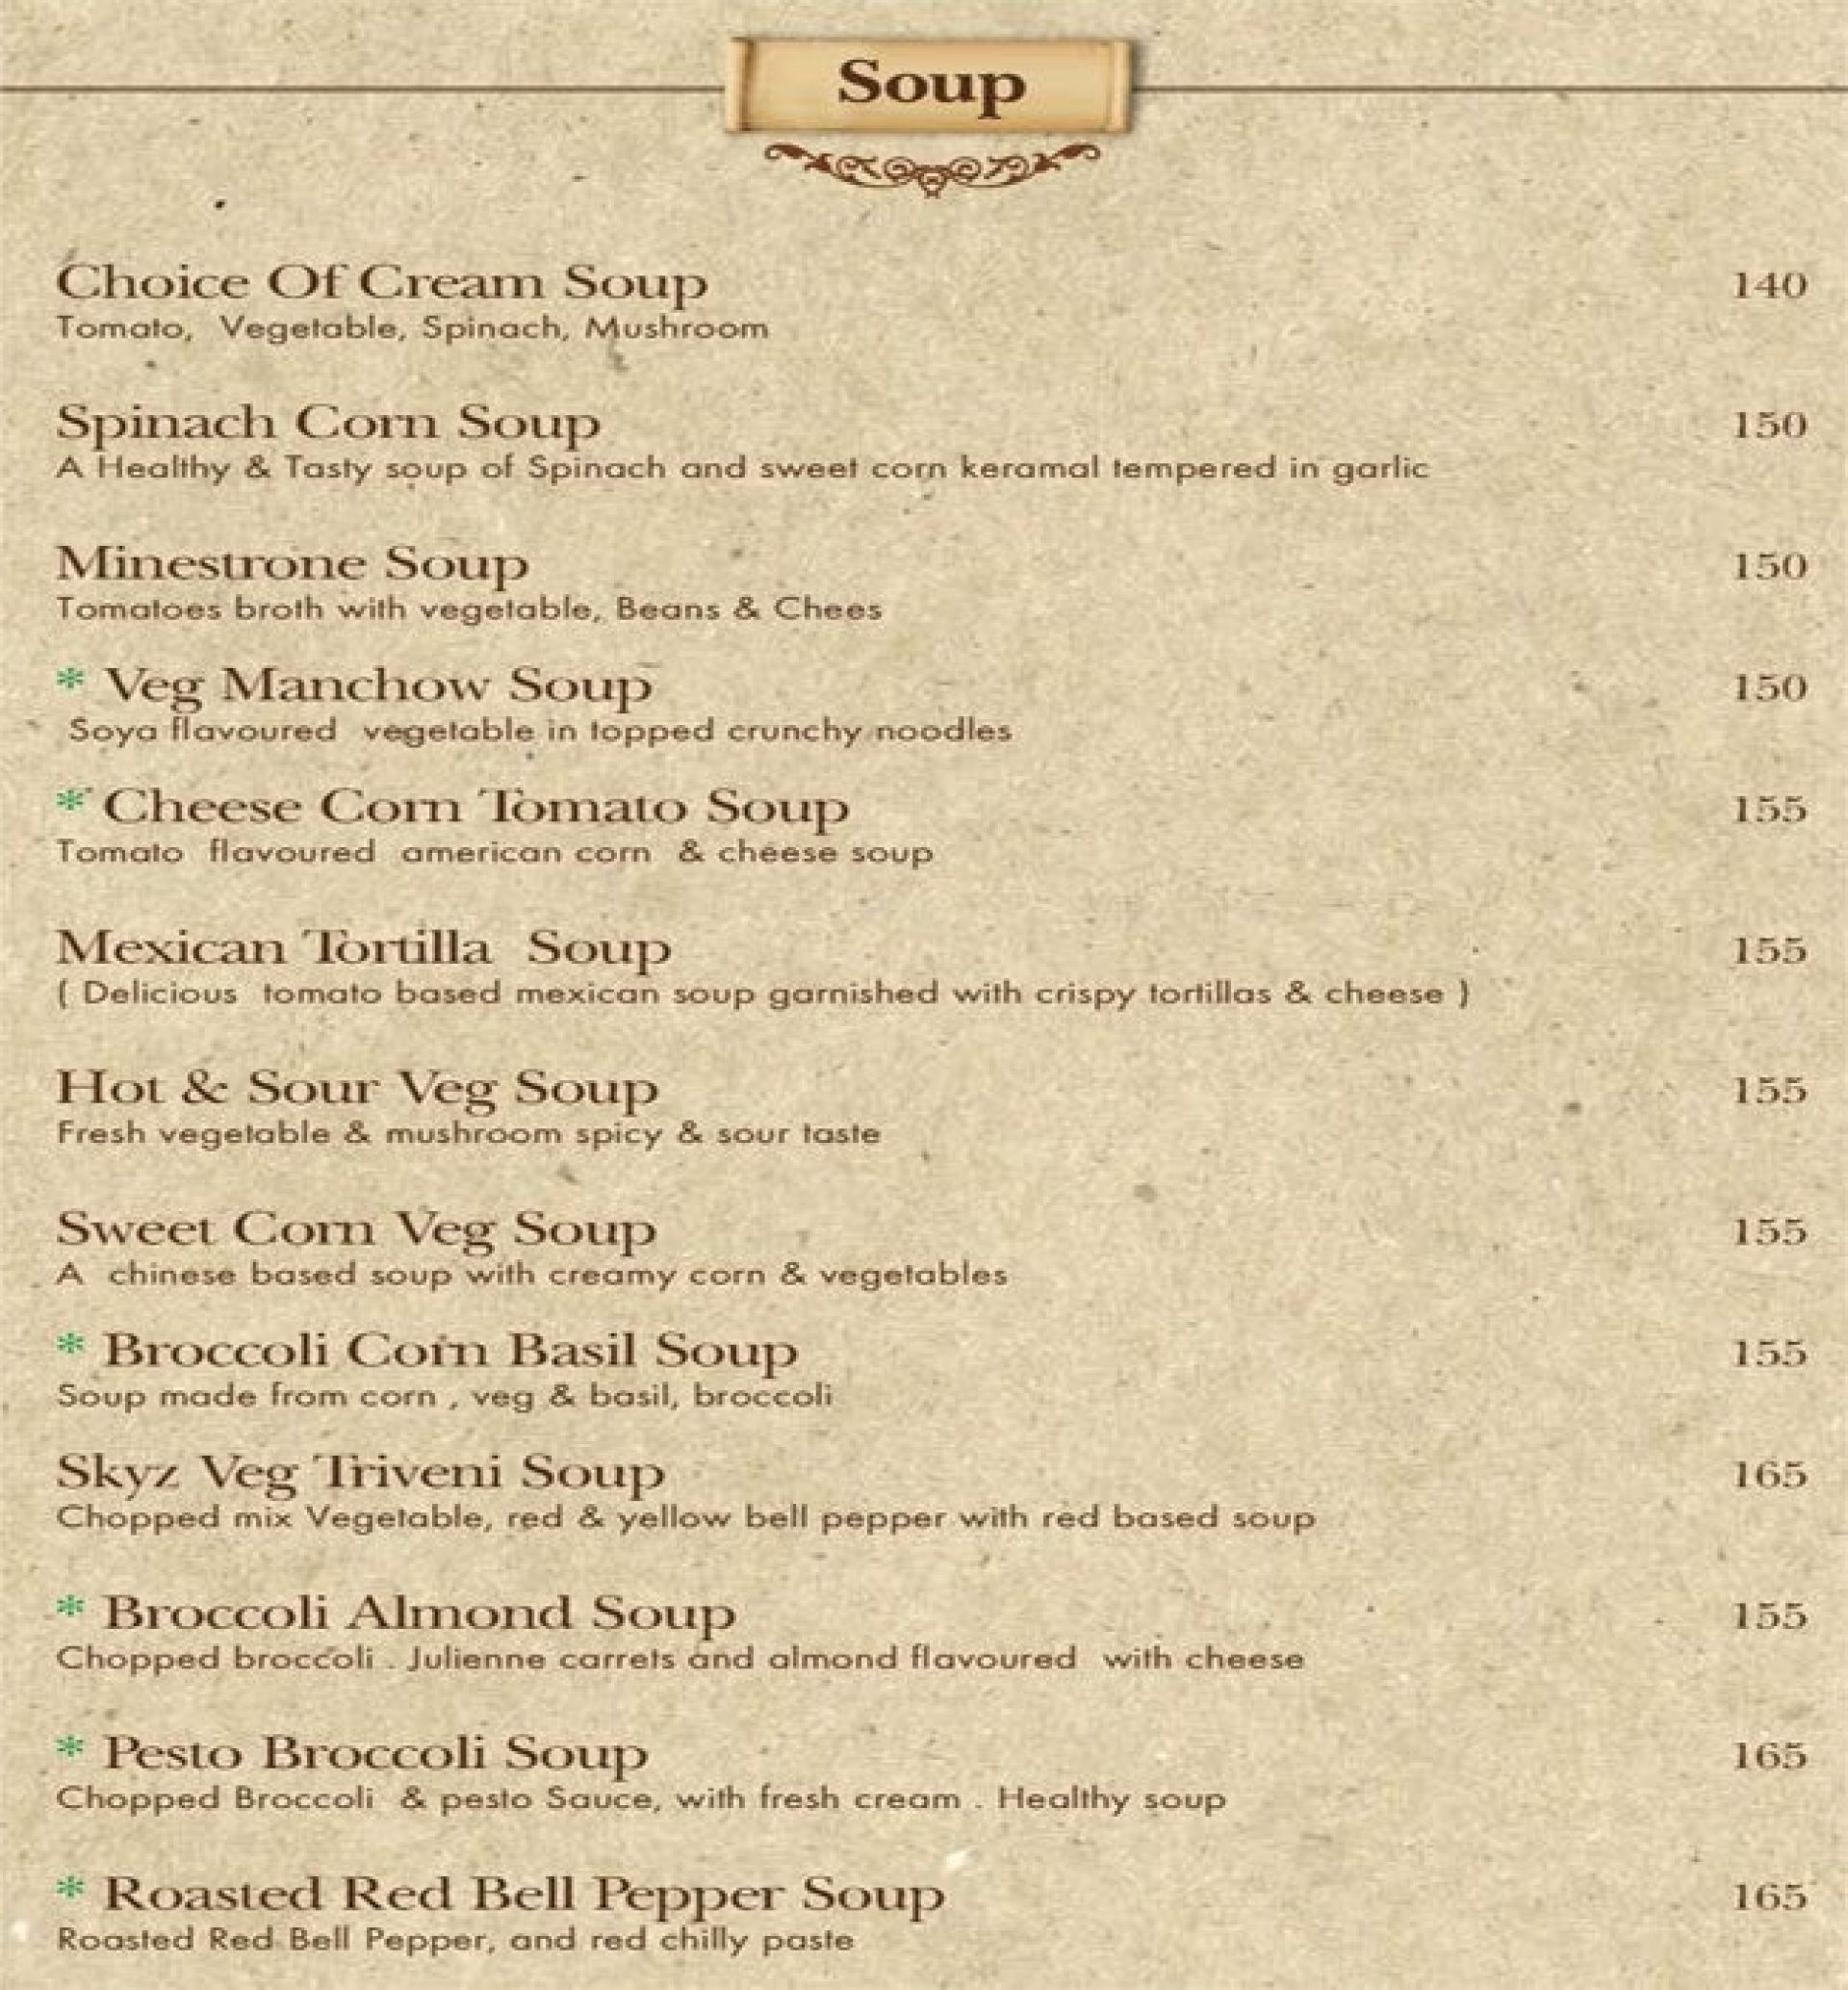 Soup
Choice Of Cream Soup 140
Tomato, Vegetable, Spinach, Mushroom
Spinach Corn Soup 150
A Healthy & Tasty soup of Spinach and sweet corn keramal tempered in garlic
Minestrone Soup 150
Tomatoes broth with vegetable, Beans & Chees
* Veg Manchow Soup 150
Soya flavoured vegetable in topped crunchy noodles
* Cheese Corn Tomato Soup 155
Tomato flavoured american corn & cheese soup
Mexican Tortilla Soup 155
( Delicious tomato based mexican soup garnished with crispy tortillas & cheese )
Hot & Sour Veg Soup 155
Fresh vegetable & mushroom spicy & sour taste
Sweet Corn Veg Soup 155
A chinese based soup with creamy corn & vegetables
* Broccoli Corn Basil Soup 155
Soup made from corn , veg & basil, broccoli
Skyz Veg Triveni Soup 165
Chopped mix Vegetable, red & yellow bell pepper with red based soup
* Broccoli Almond Soup 155
Chopped broccoli . Julienne carrets and almond flavoured with cheese
* Pesto Broccoli Soup 165
Chopped Broccoli & pesto Sauce, with fresh cream . Healthy soup
* Roasted Red Bell Pepper Soup 165
Roasted Red Bell Pepper, and red chilly paste